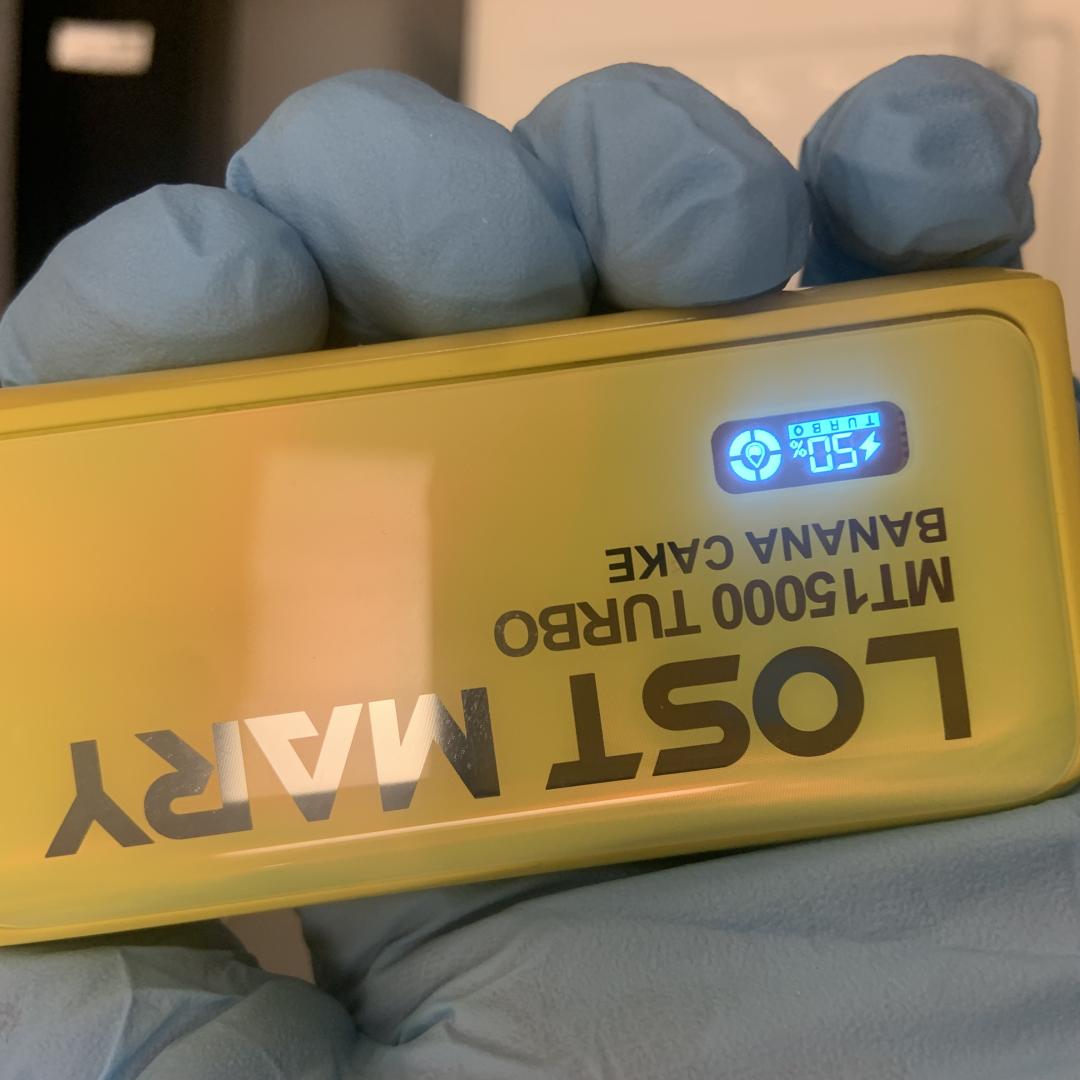 LOST MARY
MT15000 TURBO
BANANA CAKE
50%
TURBO